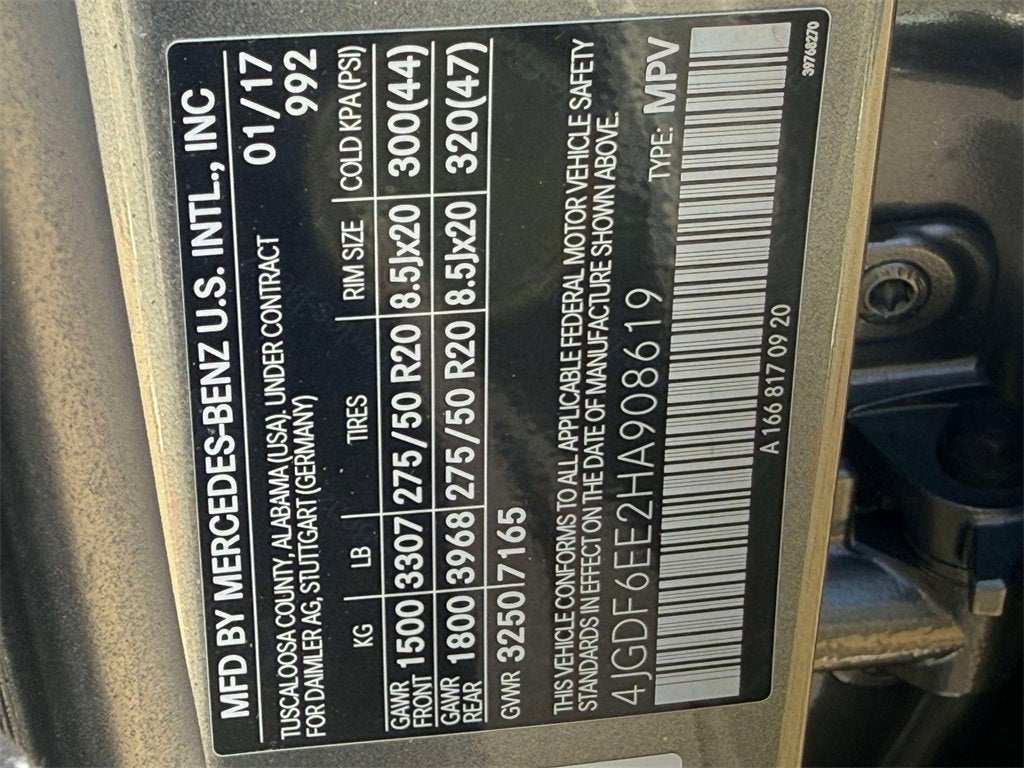 MFD BY MERCEDES-BENZ U.S. INTL., INC
TUSCALOOSA COUNTY, ALABAMA (USA). UNDER CONTRACT 01/17
FOR DAIMLER AG, STUTTGART (GERMANY) 992
KG LB TIRES RIM SIZE COLD KPA (PSI)
GAWR FRONT 1500 3307 275/50 R20 8.5Jx20 300(44)
GAWR REAR 1800 3968 275/50 R20 8.5Jx20 320(47)
GVWR 3250 7165
THIS VEHICLE CONFORMS TO ALL APPLICABLE FEDERAL MOTOR VEHICLE SAFETY
STANDARDS IN EFFECT ON THE DATE OF MANUFACTURE SHOWN ABOVE.
4JGDF6EE2HA908619 TYPE: MPV
A 166 817 09 20
39768270